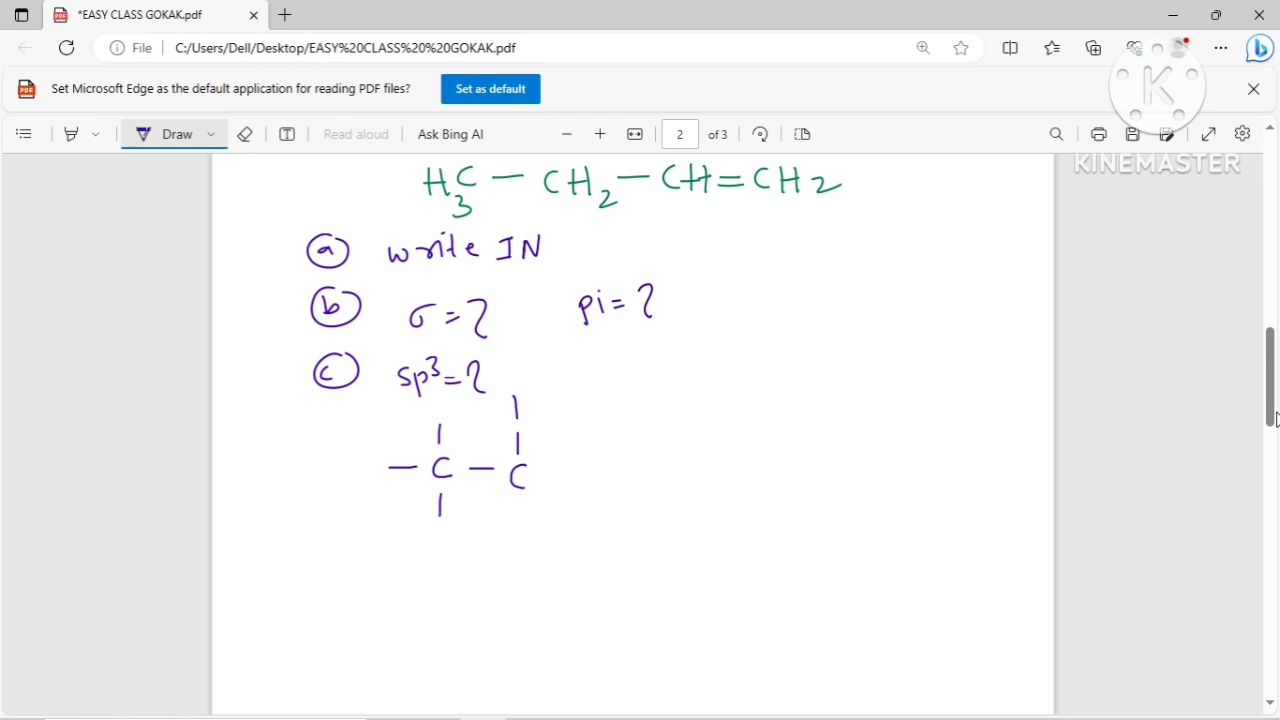 *EASY CLASS GOKAK.pdf
File C:/Users/Dell/Desktop/EASY%20CLASS%20%20GOKAK.pdf
Set Microsoft Edge as the default application for reading PDF files? Set as default
Draw Read aloud Ask Bing AI 2 of 3
K
KINEMASTER
H3C — CH2 — CH = CH2
(a) write IN
(b) σ = ? pi = ?
(c) sp³ = ?
— C — C